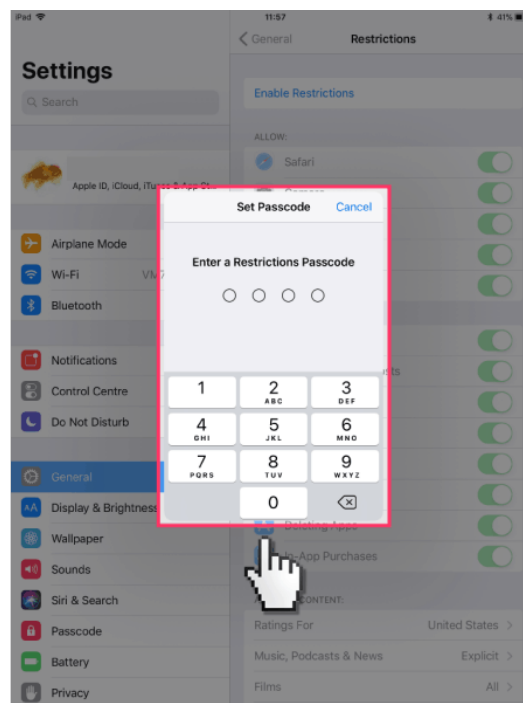 iPad
11:57
41%
General
Restrictions
Settings
Search
Enable Restrictions
ALLOW:
Safari
Apple ID, iCloud, iTunes & App St...
Set Passcode
Cancel
Airplane Mode
Enter a Restrictions Passcode
Wi-Fi
Bluetooth
Notifications
1
2
ABC
3
DEF
Control Centre
Do Not Disturb
4
GHI
5
JKL
6
MNO
General
7
PQRS
8
TUV
9
WXYZ
Display & Brightness
0
Deleting Apps
Wallpaper
In-App Purchases
Sounds
Siri & Search
CONTENT:
Ratings For
United States
Passcode
Music, Podcasts & News
Explicit
Battery
Films
All
Privacy